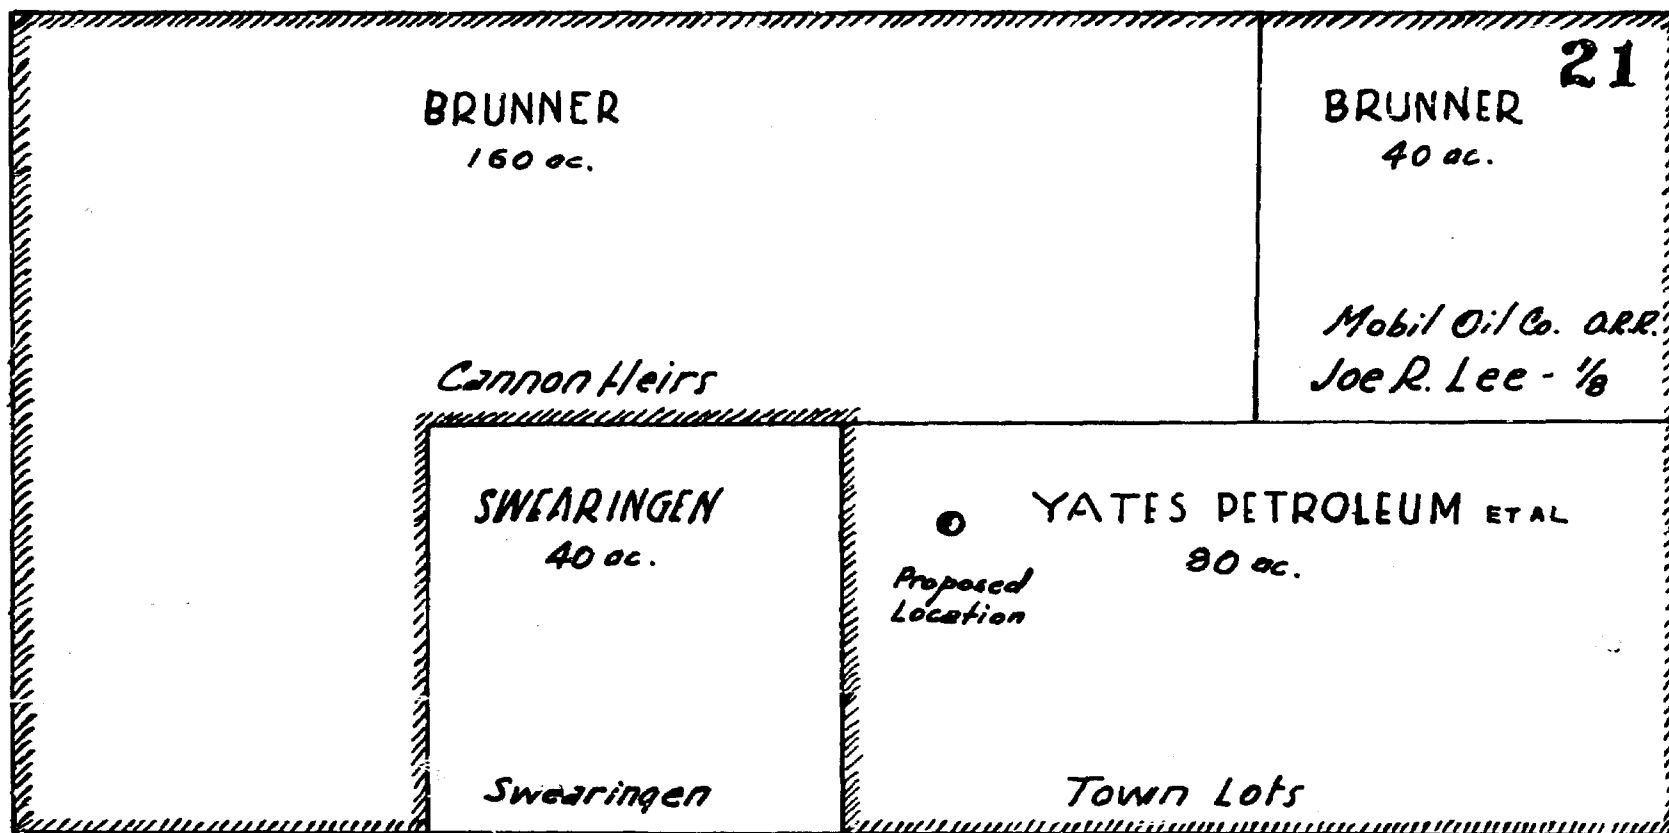 21
BRUNNER
160 ac.
BRUNNER
40 ac.
Mobil Oil Co. O.R.R.
Joe R. Lee - 1/8
Cannon Heirs
SWEARINGEN
40 ac.
Swearingen
YATES PETROLEUM ET AL
80 ac.
Proposed
Location
Town Lots